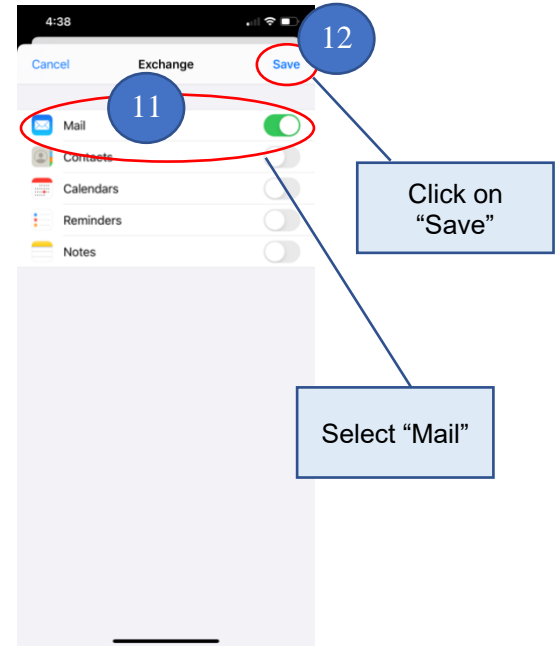 4:38
12
Cancel Exchange Save
11
Mail
Contacts
Calendars
Reminders
Notes
Click on
“Save”
Select “Mail”